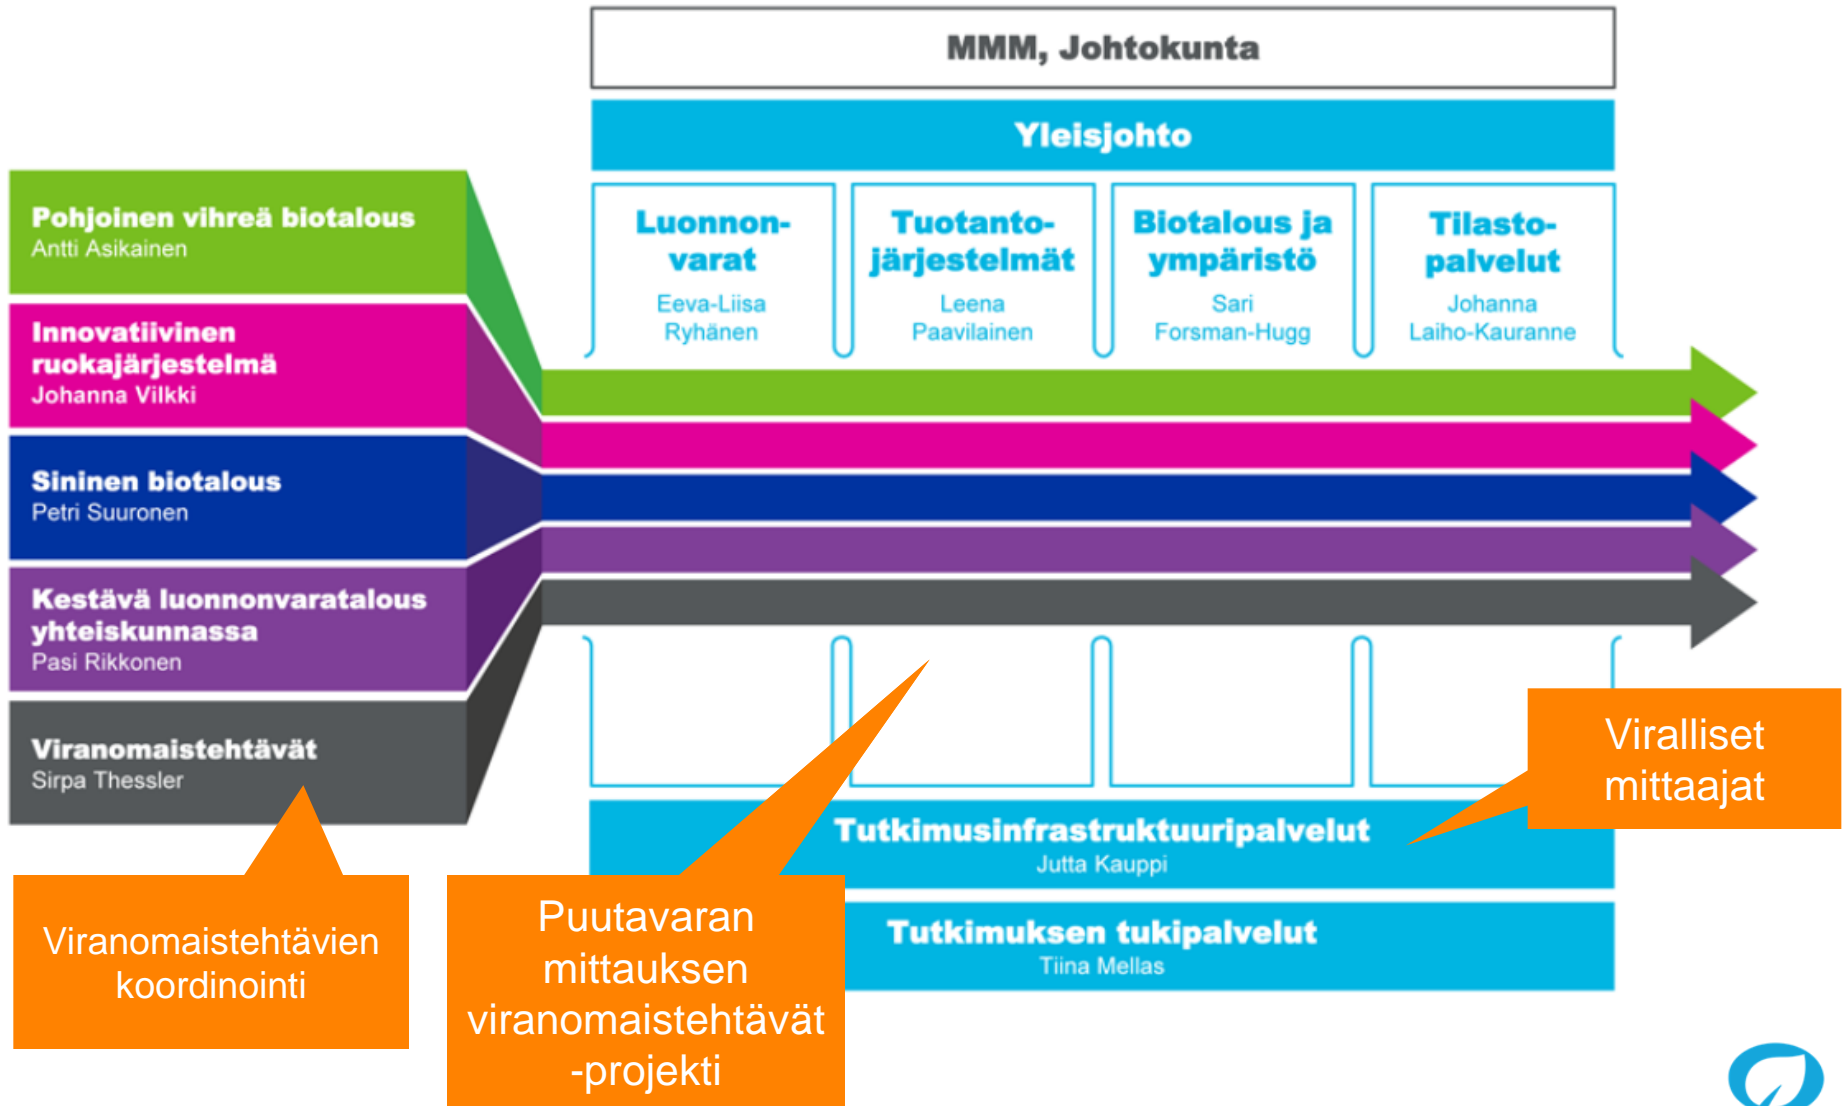 MMM, Johtokunta
Yleisjohto
Pohjoinen vihreä biotalous
Antti Asikainen
Innovatiivinen
ruokajärjestelmä
Johanna Vilkki
Sininen biotalous
Petri Suuronen
Kestävä luonnonvaratalous
yhteiskunnassa
Pasi Rikkonen
Viranomaistehtävät
Sirpa Thessler
Luonnon-
varat
Eeva-Liisa
Ryhänen
Tuotanto-
järjestelmät
Leena
Paavilainen
Biotalous ja
ympäristö
Sari
Forsman-Hugg
Tilasto-
palvelut
Johanna
Laiho-Kauranne
Viralliset
mittaajat
Tutkimusinfrastruktuuripalvelut
Jutta Kauppi
Tutkimuksen tukipalvelut
Tiina Mellas
Viranomaistehtävien
koordinointi
Puutavaran
mittauksen
viranomaistehtävät
-projekti